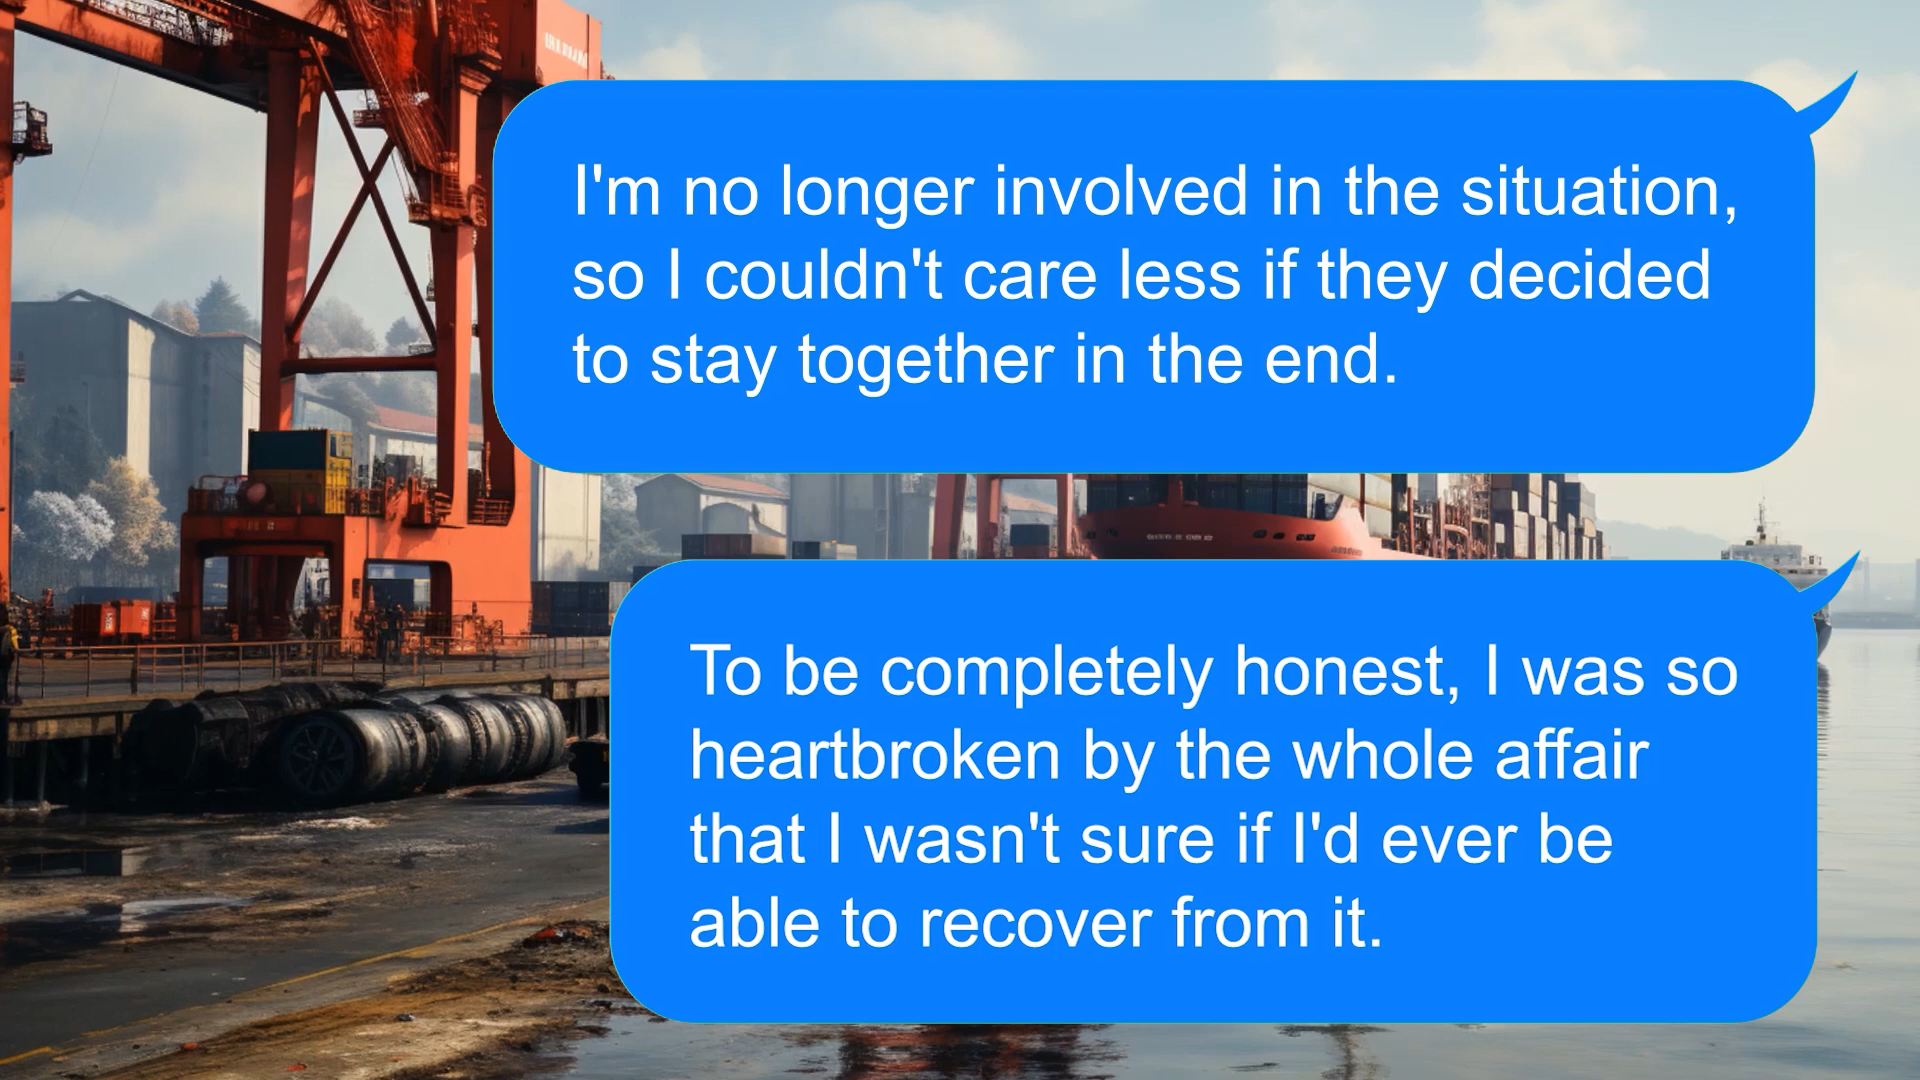 I'm no longer involved in the situation,
so I couldn't care less if they decided
to stay together in the end.
To be completely honest, I was so
heartbroken by the whole affair
that I wasn't sure if I'd ever be
able to recover from it.